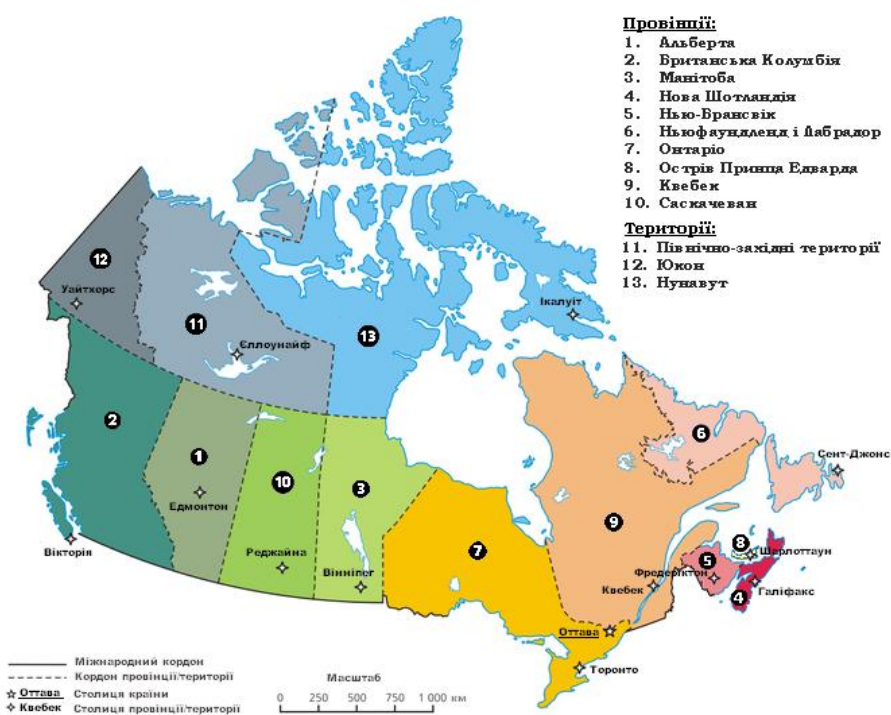 Провінції:
1. Альберта
2. Британська Колумбія
3. Манітоба
4. Нова Шотландія
5. Нью-Брансвік
6. Ньюфаундленд і Лабрадор
7. Онтаріо
8. Острів Принца Едварда
9. Квебек
10. Саскачеван
Території:
11. Північно-західні території
12. Юкон
13. Нунавут
12
Уайтхорс
11
Єллоунайф
13
Ікалуіт
2
1
Едмонтон
10
3
6
Сент-Джонс
Вікторія
Реджайна
Вінніпег
7
9
Квебек
Фредеріктон
5
8
Шарлоттаун
4
Галіфакс
Оттава
Торонто
Міжнародний кордон
Кордон провінції/території
Оттава Столиця країни
Квебек Столиця провінції/території
Масштаб
0 250 500 750 1 000 км